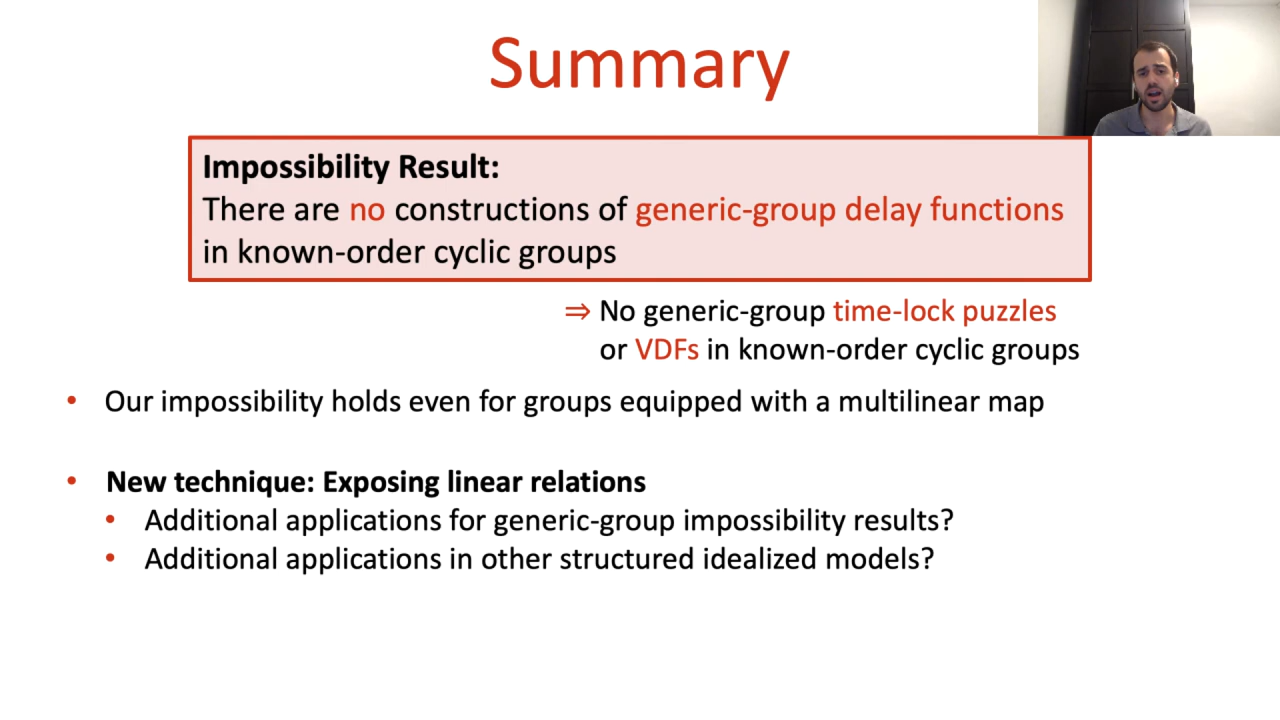 Summary
Impossibility Result:
There are no constructions of generic-group delay functions
in known-order cyclic groups
⇒ No generic-group time-lock puzzles
or VDFs in known-order cyclic groups
• Our impossibility holds even for groups equipped with a multilinear map
• New technique: Exposing linear relations
• Additional applications for generic-group impossibility results?
• Additional applications in other structured idealized models?